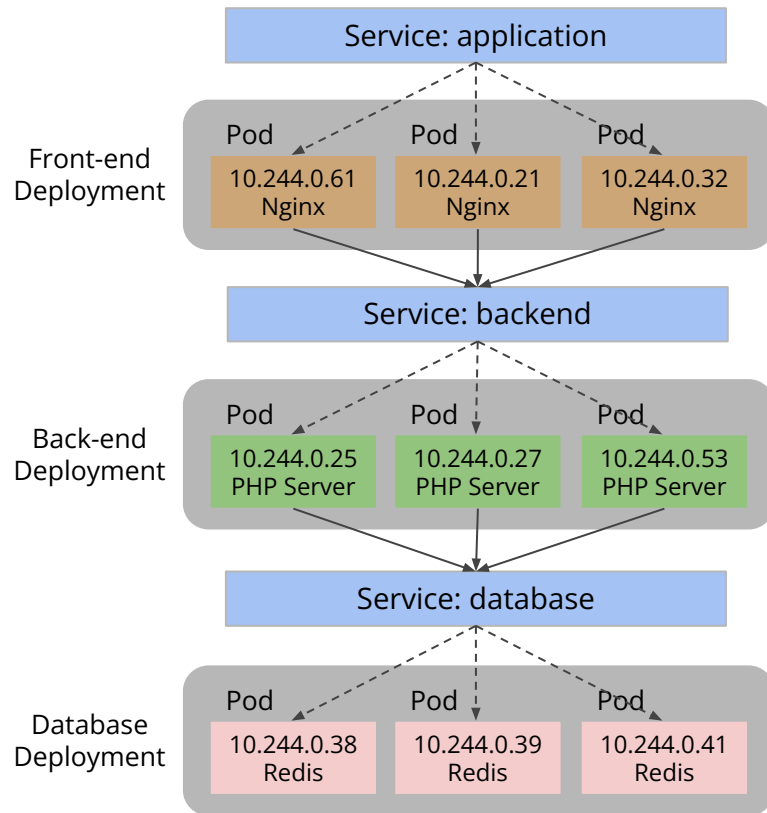 Service: application
Front-end
Deployment
Pod
Pod
Pod
10.244.0.61
Nginx
10.244.0.21
Nginx
10.244.0.32
Nginx
Service: backend
Back-end
Deployment
Pod
Pod
Pod
10.244.0.25
PHP Server
10.244.0.27
PHP Server
10.244.0.53
PHP Server
Service: database
Database
Deployment
Pod
Pod
Pod
10.244.0.38
Redis
10.244.0.39
Redis
10.244.0.41
Redis